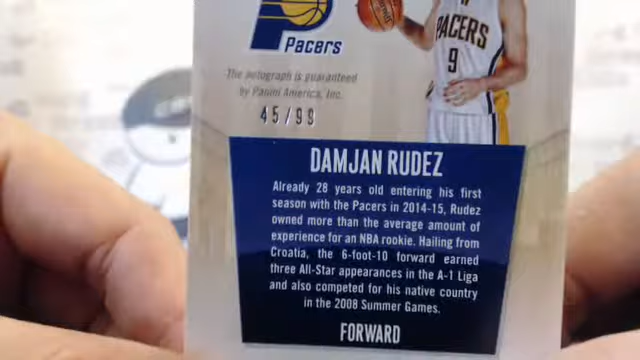 Pacers
PACERS
9
The autograph is guaranteed
by Panini America, Inc.
45/99
DAMJAN RUDEZ
Already 28 years old entering his first
season with the Pacers in 2014-15, Rudez
owned more than the average amount of
experience for an NBA rookie. Hailing from
Croatia, the 6-foot-10 forward earned
three All-Star appearances in the A-1 Liga
and also competed for his native country
in the 2008 Summer Games.
FORWARD